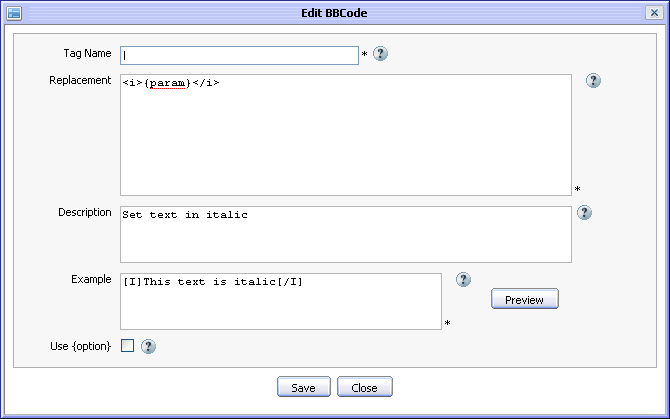 Edit BBCode
Tag Name
*
?
Replacement
<i>{param}</i>
?
*
Description
Set text in italic
?
Example
[I]This text is italic[/I]
?
Preview
*
Use {option}
?
Save
Close